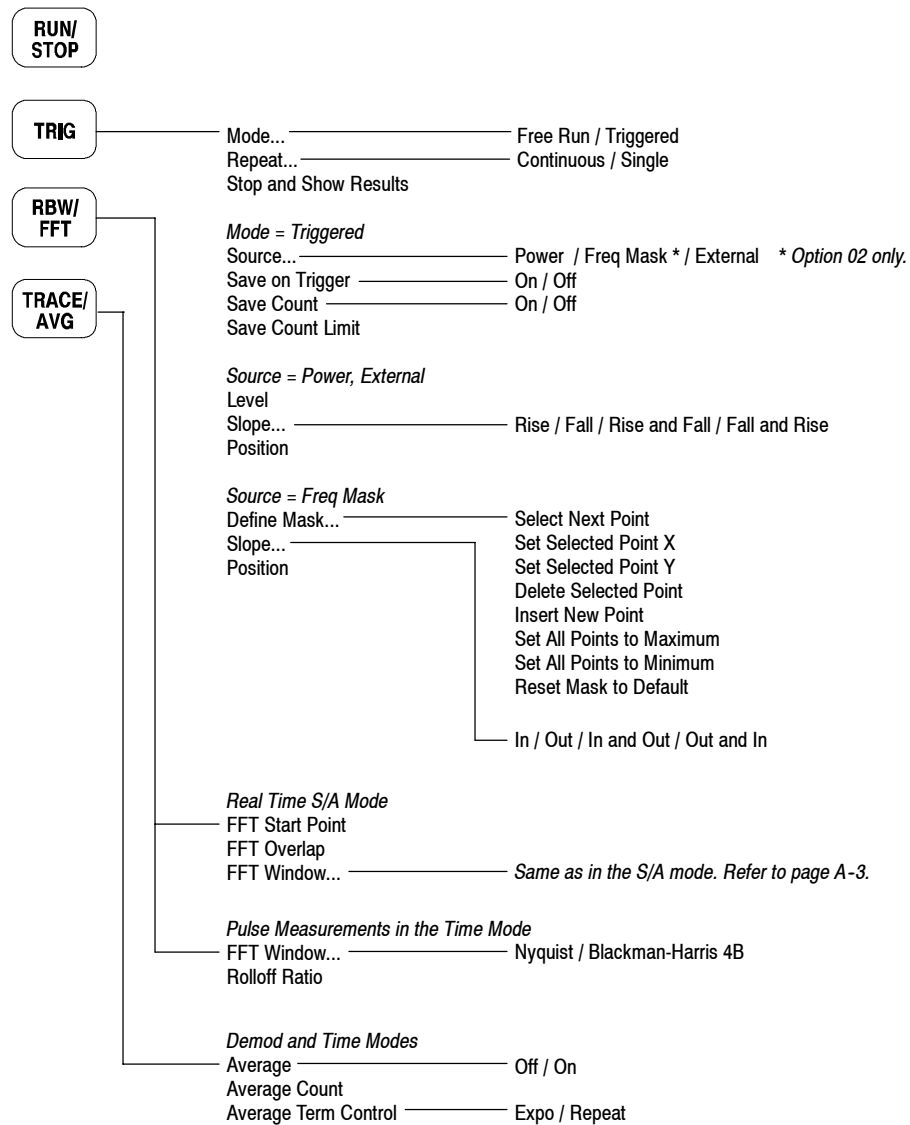 RUN/
STOP
TRIG
Mode... Free Run / Triggered
Repeat... Continuous / Single
Stop and Show Results
RBW/
FFT
Mode = Triggered
Source... Power / Freq Mask * / External * Option 02 only.
Save on Trigger On / Off
Save Count On / Off
Save Count Limit
TRACE/
AVG
Source = Power, External
Level
Slope... Rise / Fall / Rise and Fall / Fall and Rise
Position
Source = Freq Mask
Define Mask... Select Next Point
Slope... Set Selected Point X
Position Set Selected Point Y
Delete Selected Point
Insert New Point
Set All Points to Maximum
Set All Points to Minimum
Reset Mask to Default
In / Out / In and Out / Out and In
Real Time S/A Mode
FFT Start Point
FFT Overlap
FFT Window... Same as in the S/A mode. Refer to page A-3.
Pulse Measurements in the Time Mode
FFT Window... Nyquist / Blackman-Harris 4B
Rolloff Ratio
Demod and Time Modes
Average Off / On
Average Count
Average Term Control Expo / Repeat